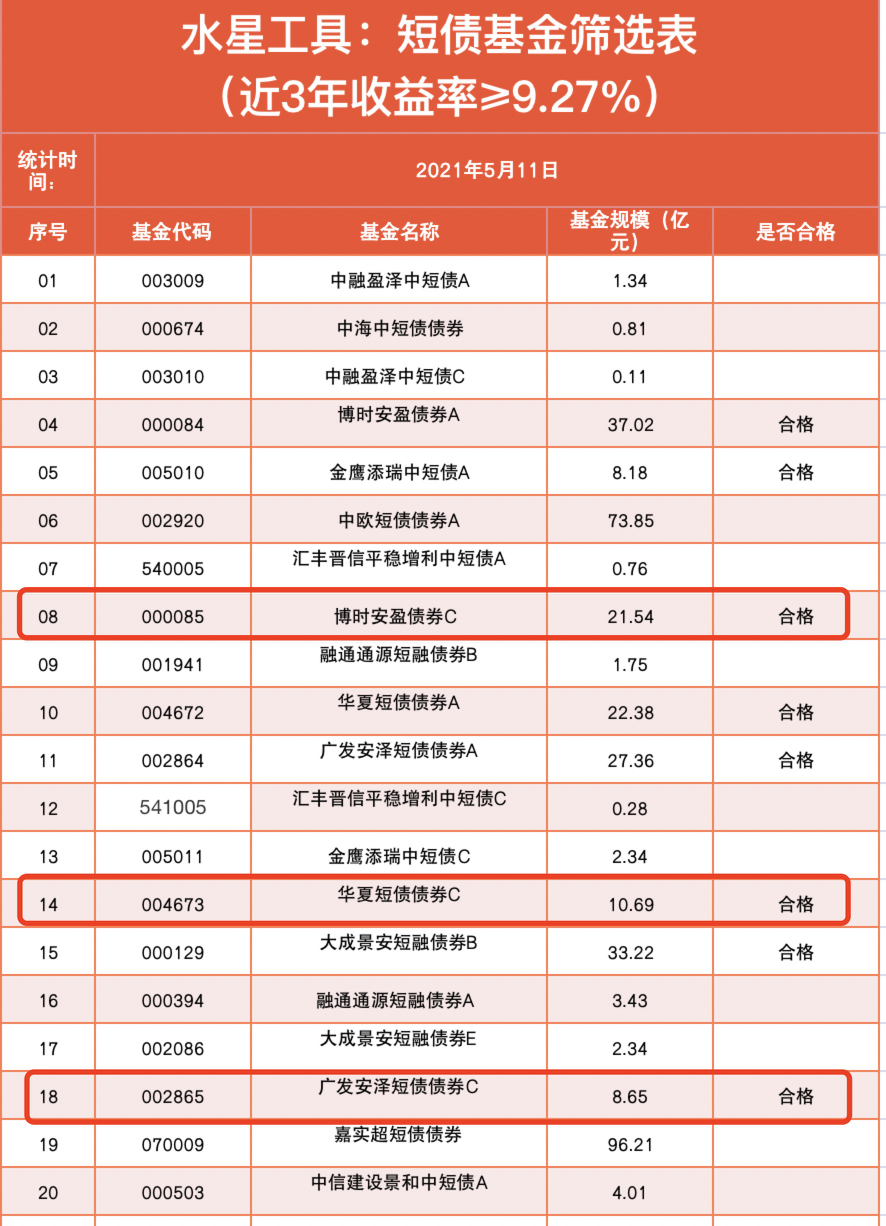 水星工具：短债基金筛选表
（近3年收益率≥9.27%）
统计时间： 2021年5月11日
序号 基金代码 基金名称 基金规模（亿元） 是否合格
01 003009 中融盈泽中短债A 1.34
02 000674 中海中短债债券 0.81
03 003010 中融盈泽中短债C 0.11
04 000084 博时安盈债券A 37.02 合格
05 005010 金鹰添瑞中短债A 8.18 合格
06 002920 中欧短债债券A 73.85
07 540005 汇丰晋信平稳增利中短债A 0.76
08 000085 博时安盈债券C 21.54 合格
09 001941 融通通源短融债券B 1.75
10 004672 华夏短债债券A 22.38 合格
11 002864 广发安泽短债债券A 27.36 合格
12 541005 汇丰晋信平稳增利中短债C 0.28
13 005011 金鹰添瑞中短债C 2.34
14 004673 华夏短债债券C 10.69 合格
15 000129 大成景安短融债券B 33.22 合格
16 000394 融通通源短融债券A 3.43
17 002086 大成景安短融债券E 2.34
18 002865 广发安泽短债债券C 8.65 合格
19 070009 嘉实超短债债券 96.21
20 000503 中信建设景和中短债A 4.01